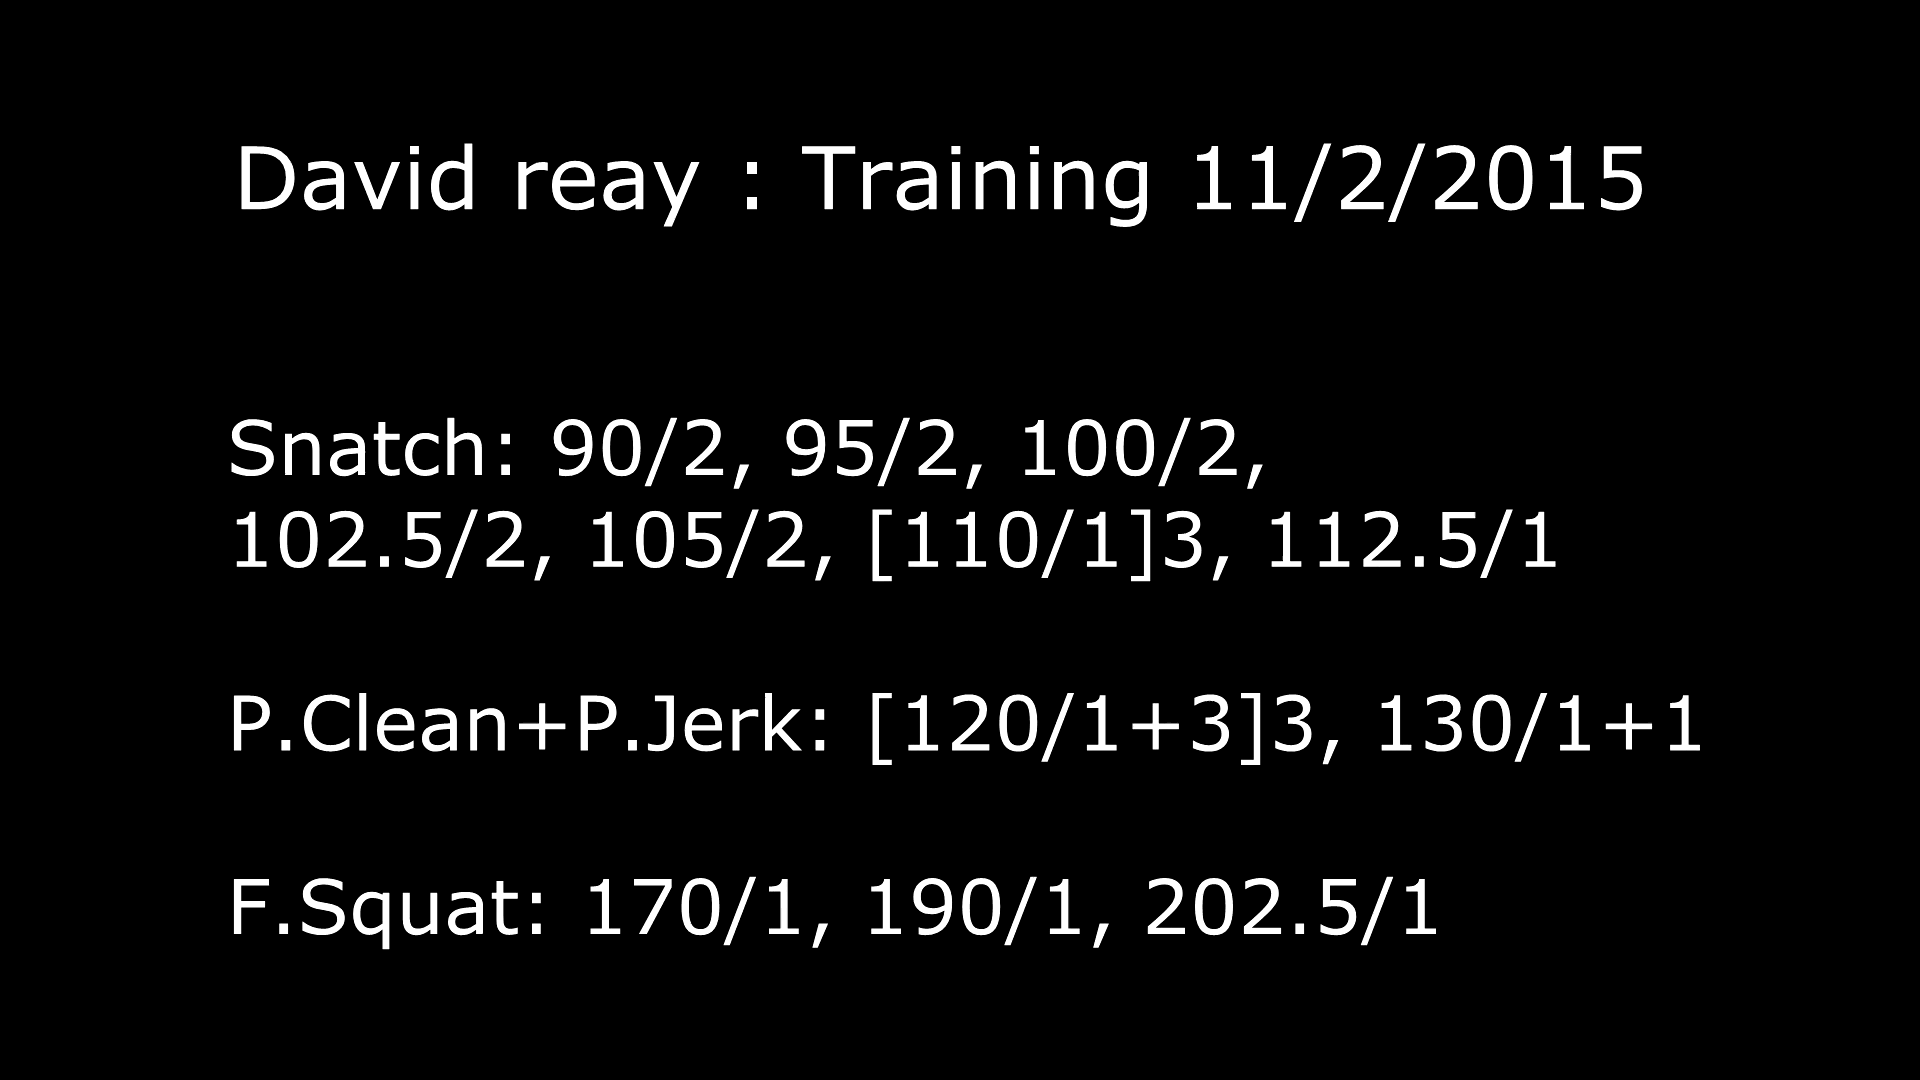 David reay : Training 11/2/2015
Snatch: 90/2, 95/2, 100/2,
102.5/2, 105/2, [110/1]3, 112.5/1
P.Clean+P.Jerk: [120/1+3]3, 130/1+1
F.Squat: 170/1, 190/1, 202.5/1